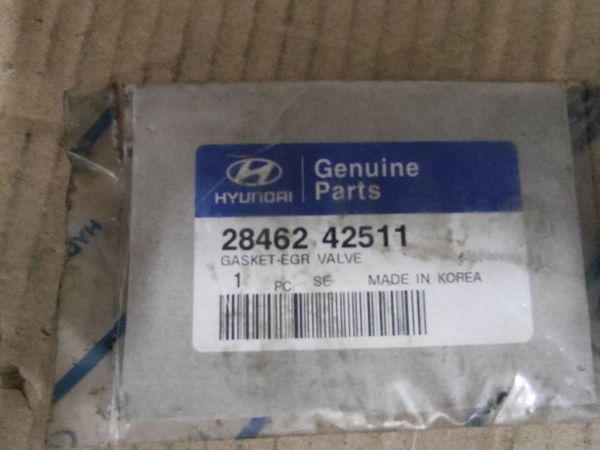 Genuine
Parts
HYUNDAI
28462 42511
GASKET-EGR VALVE
1 PC SE MADE IN KOREA